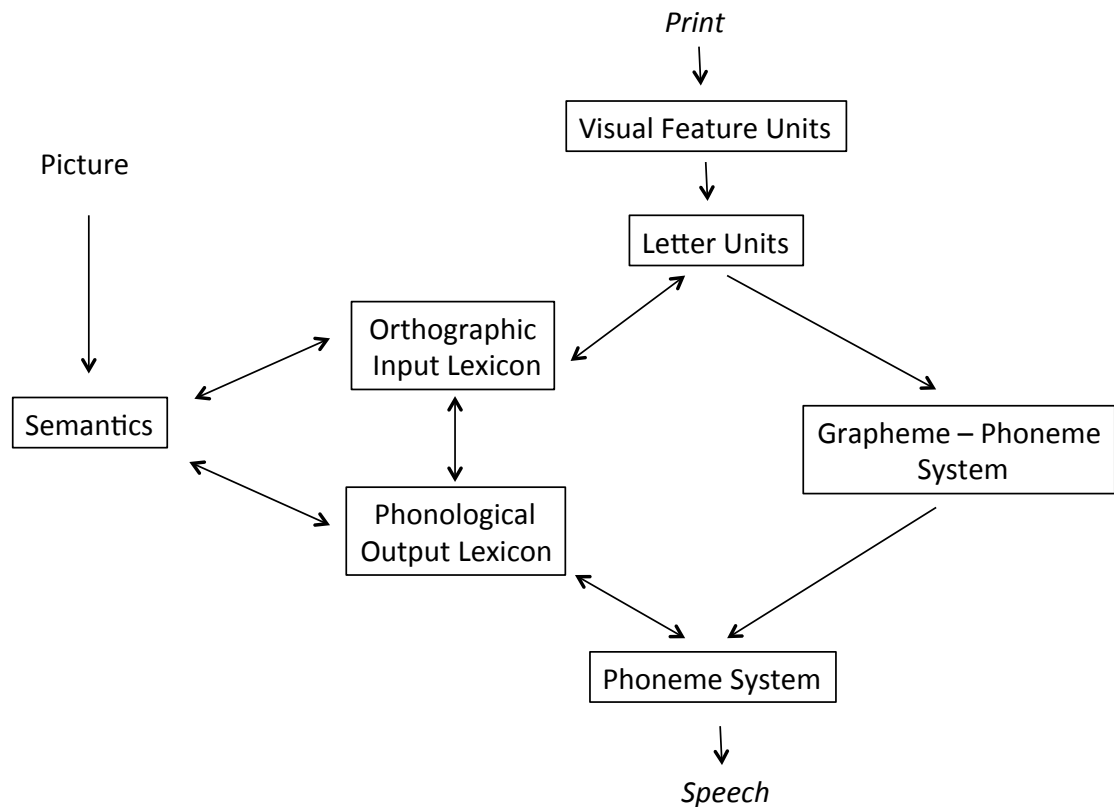 Print
Visual Feature Units
Picture
Letter Units
Orthographic
Input Lexicon
Semantics
Grapheme – Phoneme
System
Phonological
Output Lexicon
Phoneme System
Speech